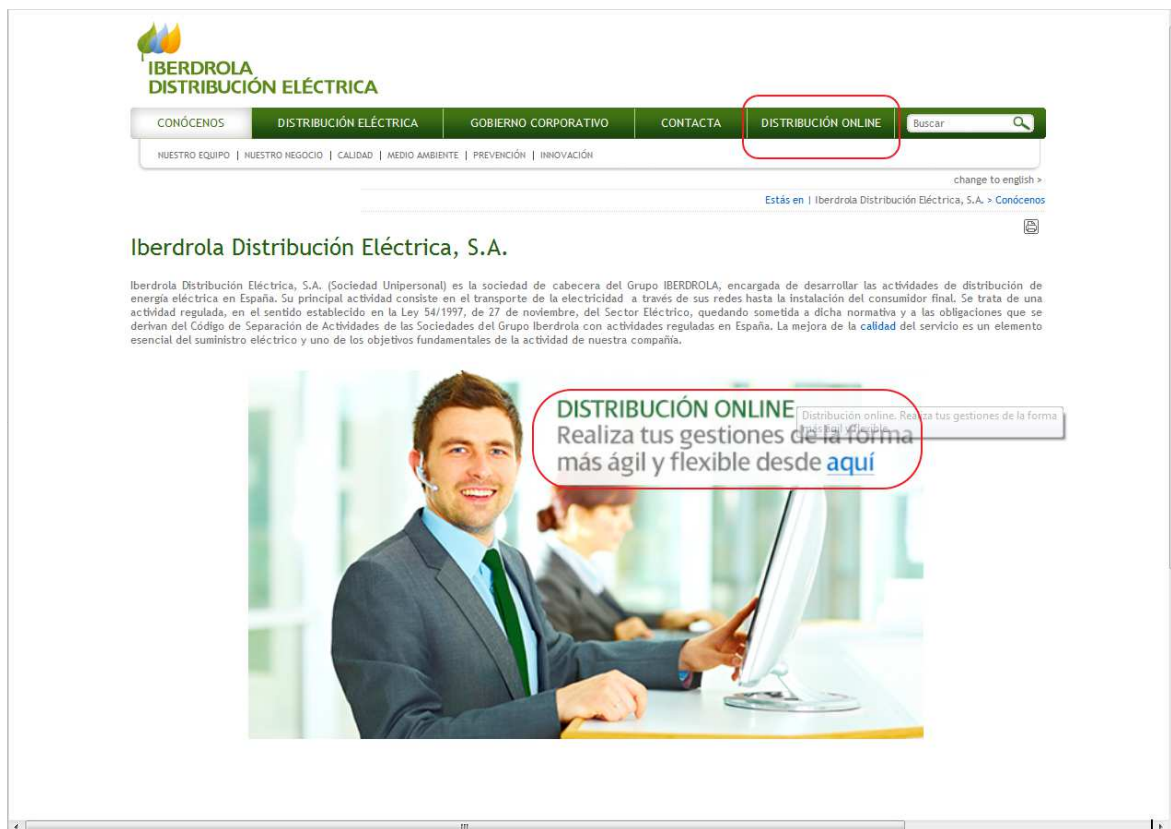 IBERDROLA
DISTRIBUCIÓN ELÉCTRICA
CONÓCENOS DISTRIBUCIÓN ELÉCTRICA GOBIERNO CORPORATIVO CONTACTA DISTRIBUCIÓN ONLINE Buscar
NUESTRO EQUIPO | NUESTRO NEGOCIO | CALIDAD | MEDIO AMBIENTE | PREVENCIÓN | INNOVACIÓN
change to english >
Estás en | Iberdrola Distribución Eléctrica, S.A. > Conócenos
Iberdrola Distribución Eléctrica, S.A.
Iberdrola Distribución Eléctrica, S.A. (Sociedad Unipersonal) es la sociedad de cabecera del Grupo IBERDROLA, encargada de desarrollar las actividades de distribución de
energía eléctrica en España. Su principal actividad consiste en el transporte de la electricidad a través de sus redes hasta la instalación del consumidor final. Se trata de una
actividad regulada, en el sentido establecido en la Ley 54/1997, de 27 de noviembre, del Sector Eléctrico, quedando sometida a dicha normativa y a las obligaciones que se
derivan del Código de Separación de Actividades de las Sociedades del Grupo Iberdrola con actividades reguladas en España. La mejora de la calidad del servicio es un elemento
esencial del suministro eléctrico y uno de los objetivos fundamentales de la actividad de nuestra compañía.
DISTRIBUCIÓN ONLINE
Realiza tus gestiones de la forma
más ágil y flexible desde aquí
Distribución online. Realiza tus gestiones de la forma
más ágil y flexible.